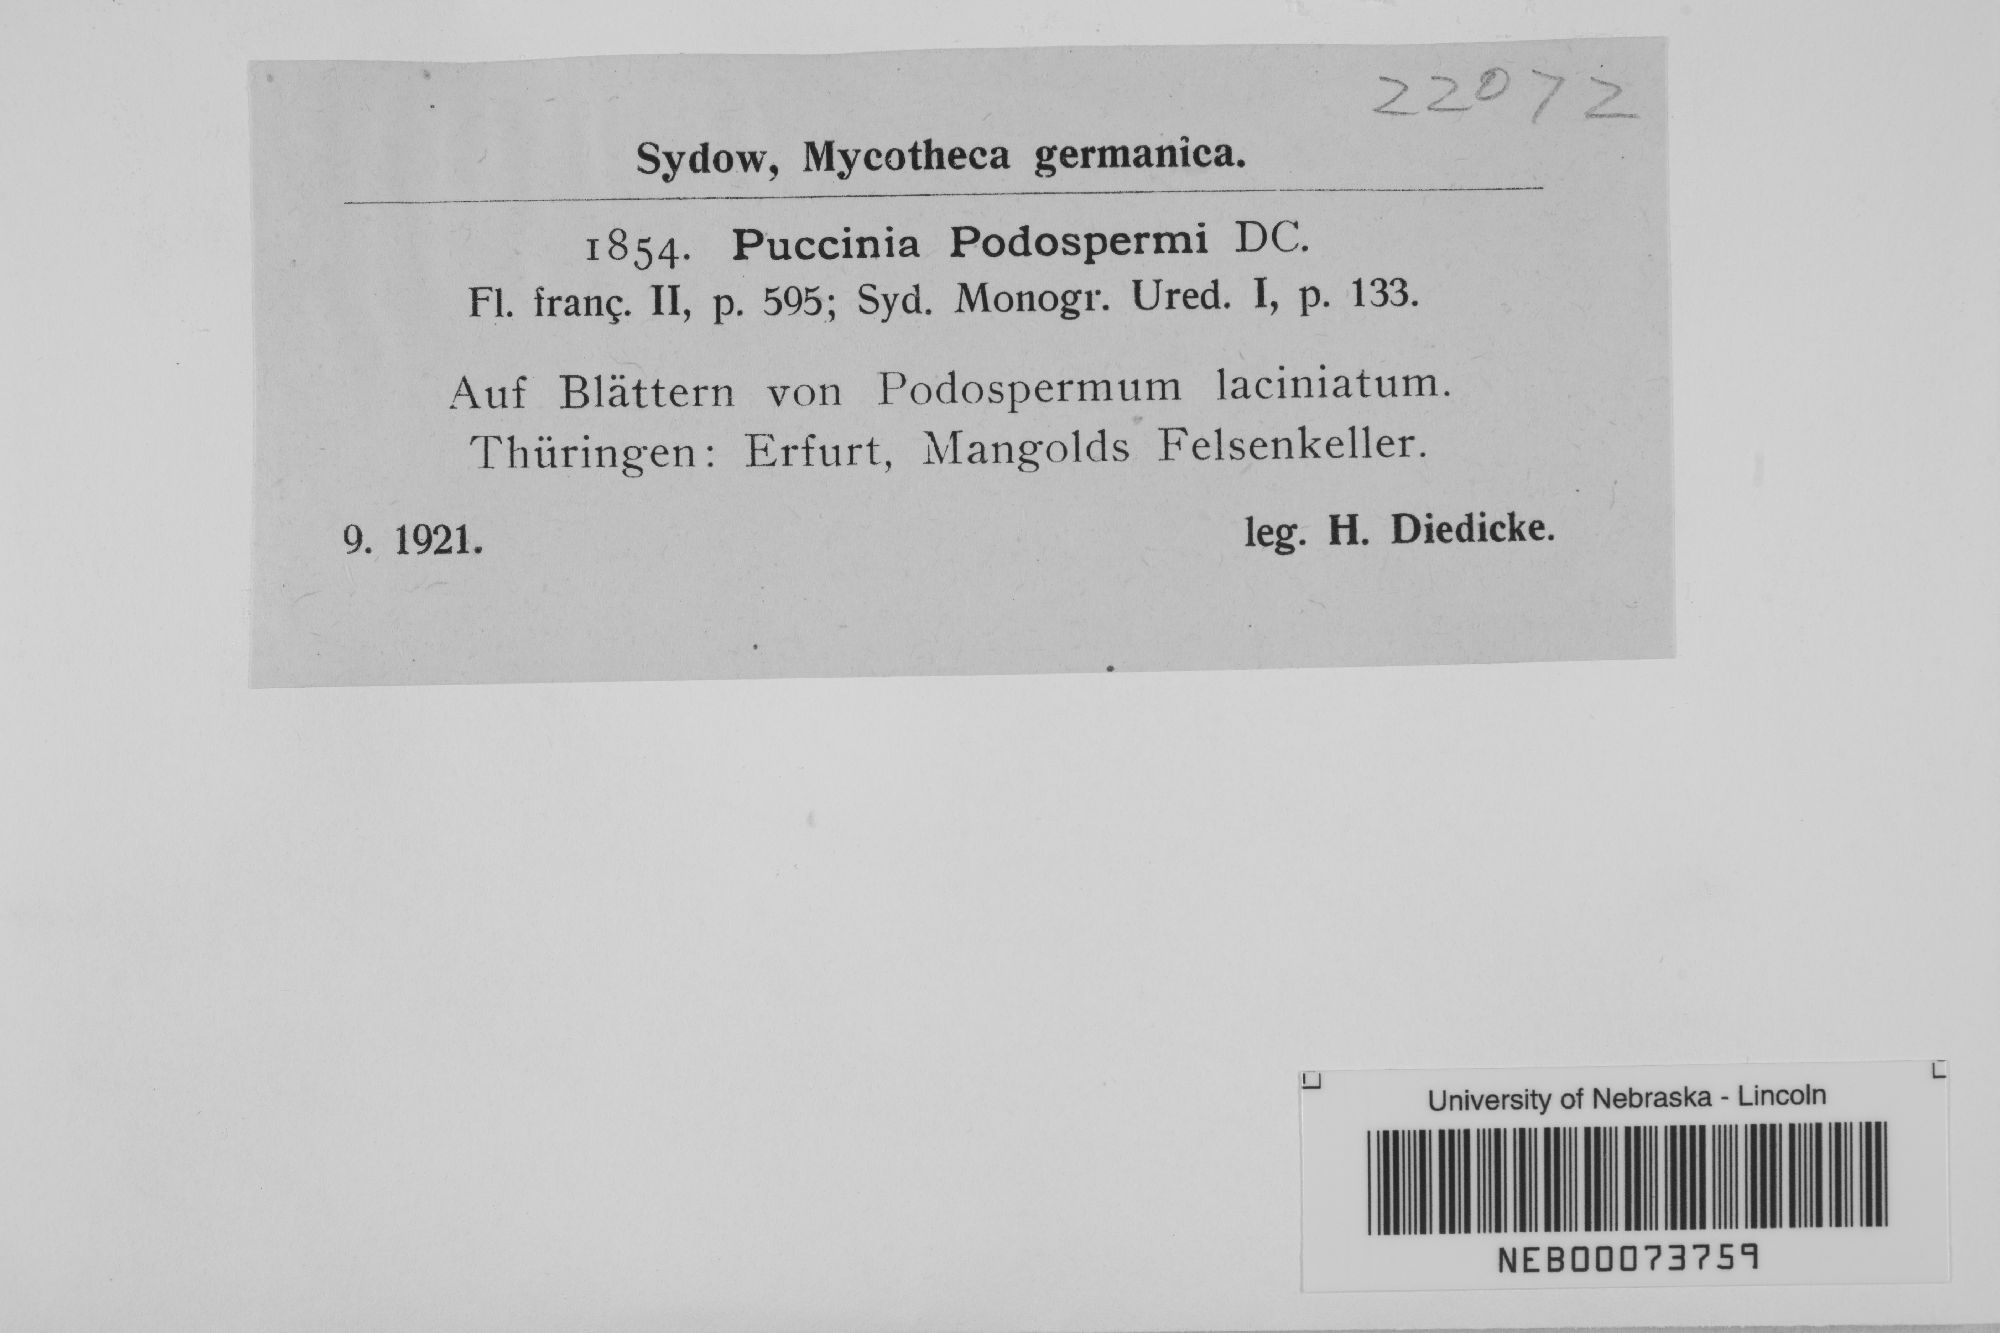 22072
Sydow, Mycotheca germanica.
1854. Puccinia Podospermi DC.
Fl. franç. II, p. 595; Syd. Monogr. Ured. I, p. 133.
Auf Blättern von Podospermum laciniatum.
Thüringen: Erfurt, Mangolds Felsenkeller.
9. 1921. leg. H. Diedicke.
University of Nebraska - Lincoln
NEB00073759